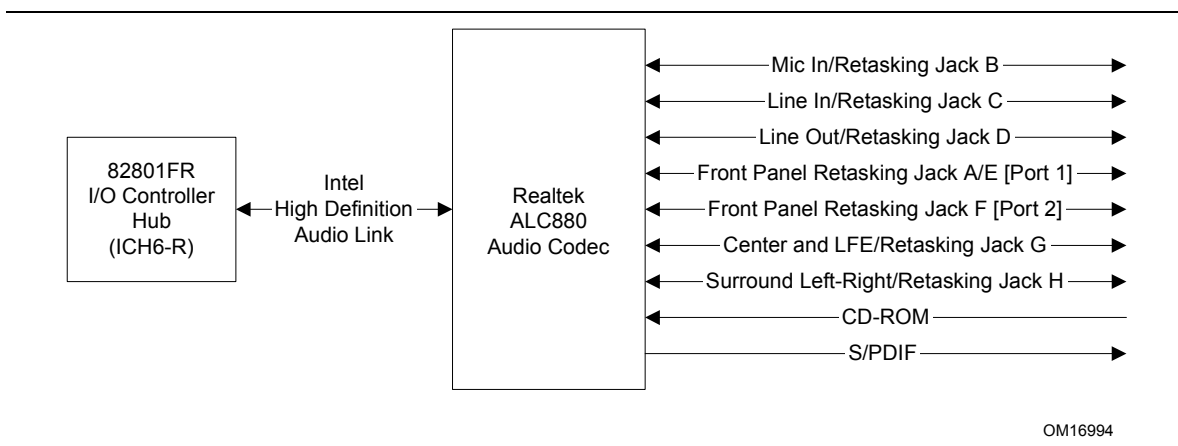 82801FR
I/O Controller
Hub
(ICH6-R)
Intel
High Definition
Audio Link
Realtek
ALC880
Audio Codec
Mic In/Retasking Jack B
Line In/Retasking Jack C
Line Out/Retasking Jack D
Front Panel Retasking Jack A/E [Port 1]
Front Panel Retasking Jack F [Port 2]
Center and LFE/Retasking Jack G
Surround Left-Right/Retasking Jack H
CD-ROM
S/PDIF
OM16994